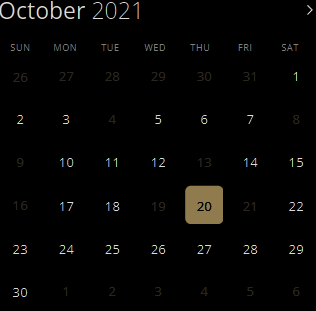 October 2021
SUN MON TUE WED THU FRI SAT
26 27 28 29 30 31 1
2 3 4 5 6 7 8
9 10 11 12 13 14 15
16 17 18 19 20 21 22
23 24 25 26 27 28 29
30 1 2 3 4 5 6